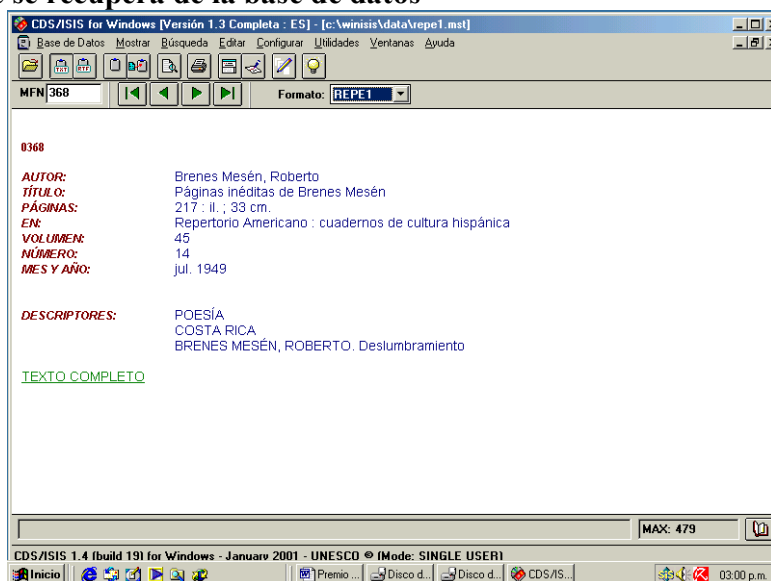 se recupera de la base de datos
CDS/ISIS for Windows [Versión 1.3 Completa : ES] - [c:\winisis\data\repe1.mst]
Base de Datos Mostrar Búsqueda Editar Configurar Utilidades Ventanas Ayuda
MFN 368 Formato: REPE1
0368
AUTOR: Brenes Mesén, Roberto
TÍTULO: Páginas inéditas de Brenes Mesén
PÁGINAS: 217 : il. ; 33 cm.
EN: Repertorio Americano : cuadernos de cultura hispánica
VOLUMEN: 45
NÚMERO: 14
MES Y AÑO: jul. 1949
DESCRIPTORES: POESÍA
COSTA RICA
BRENES MESÉN, ROBERTO. Deslumbramiento
TEXTO COMPLETO
MAX: 479
CDS/ISIS 1.4 (build 19) for Windows - January 2001 - UNESCO © [Mode: SINGLE USER]
Inicio Premio ... Disco d... Disco d... CDS/IS... 03:00 p.m.